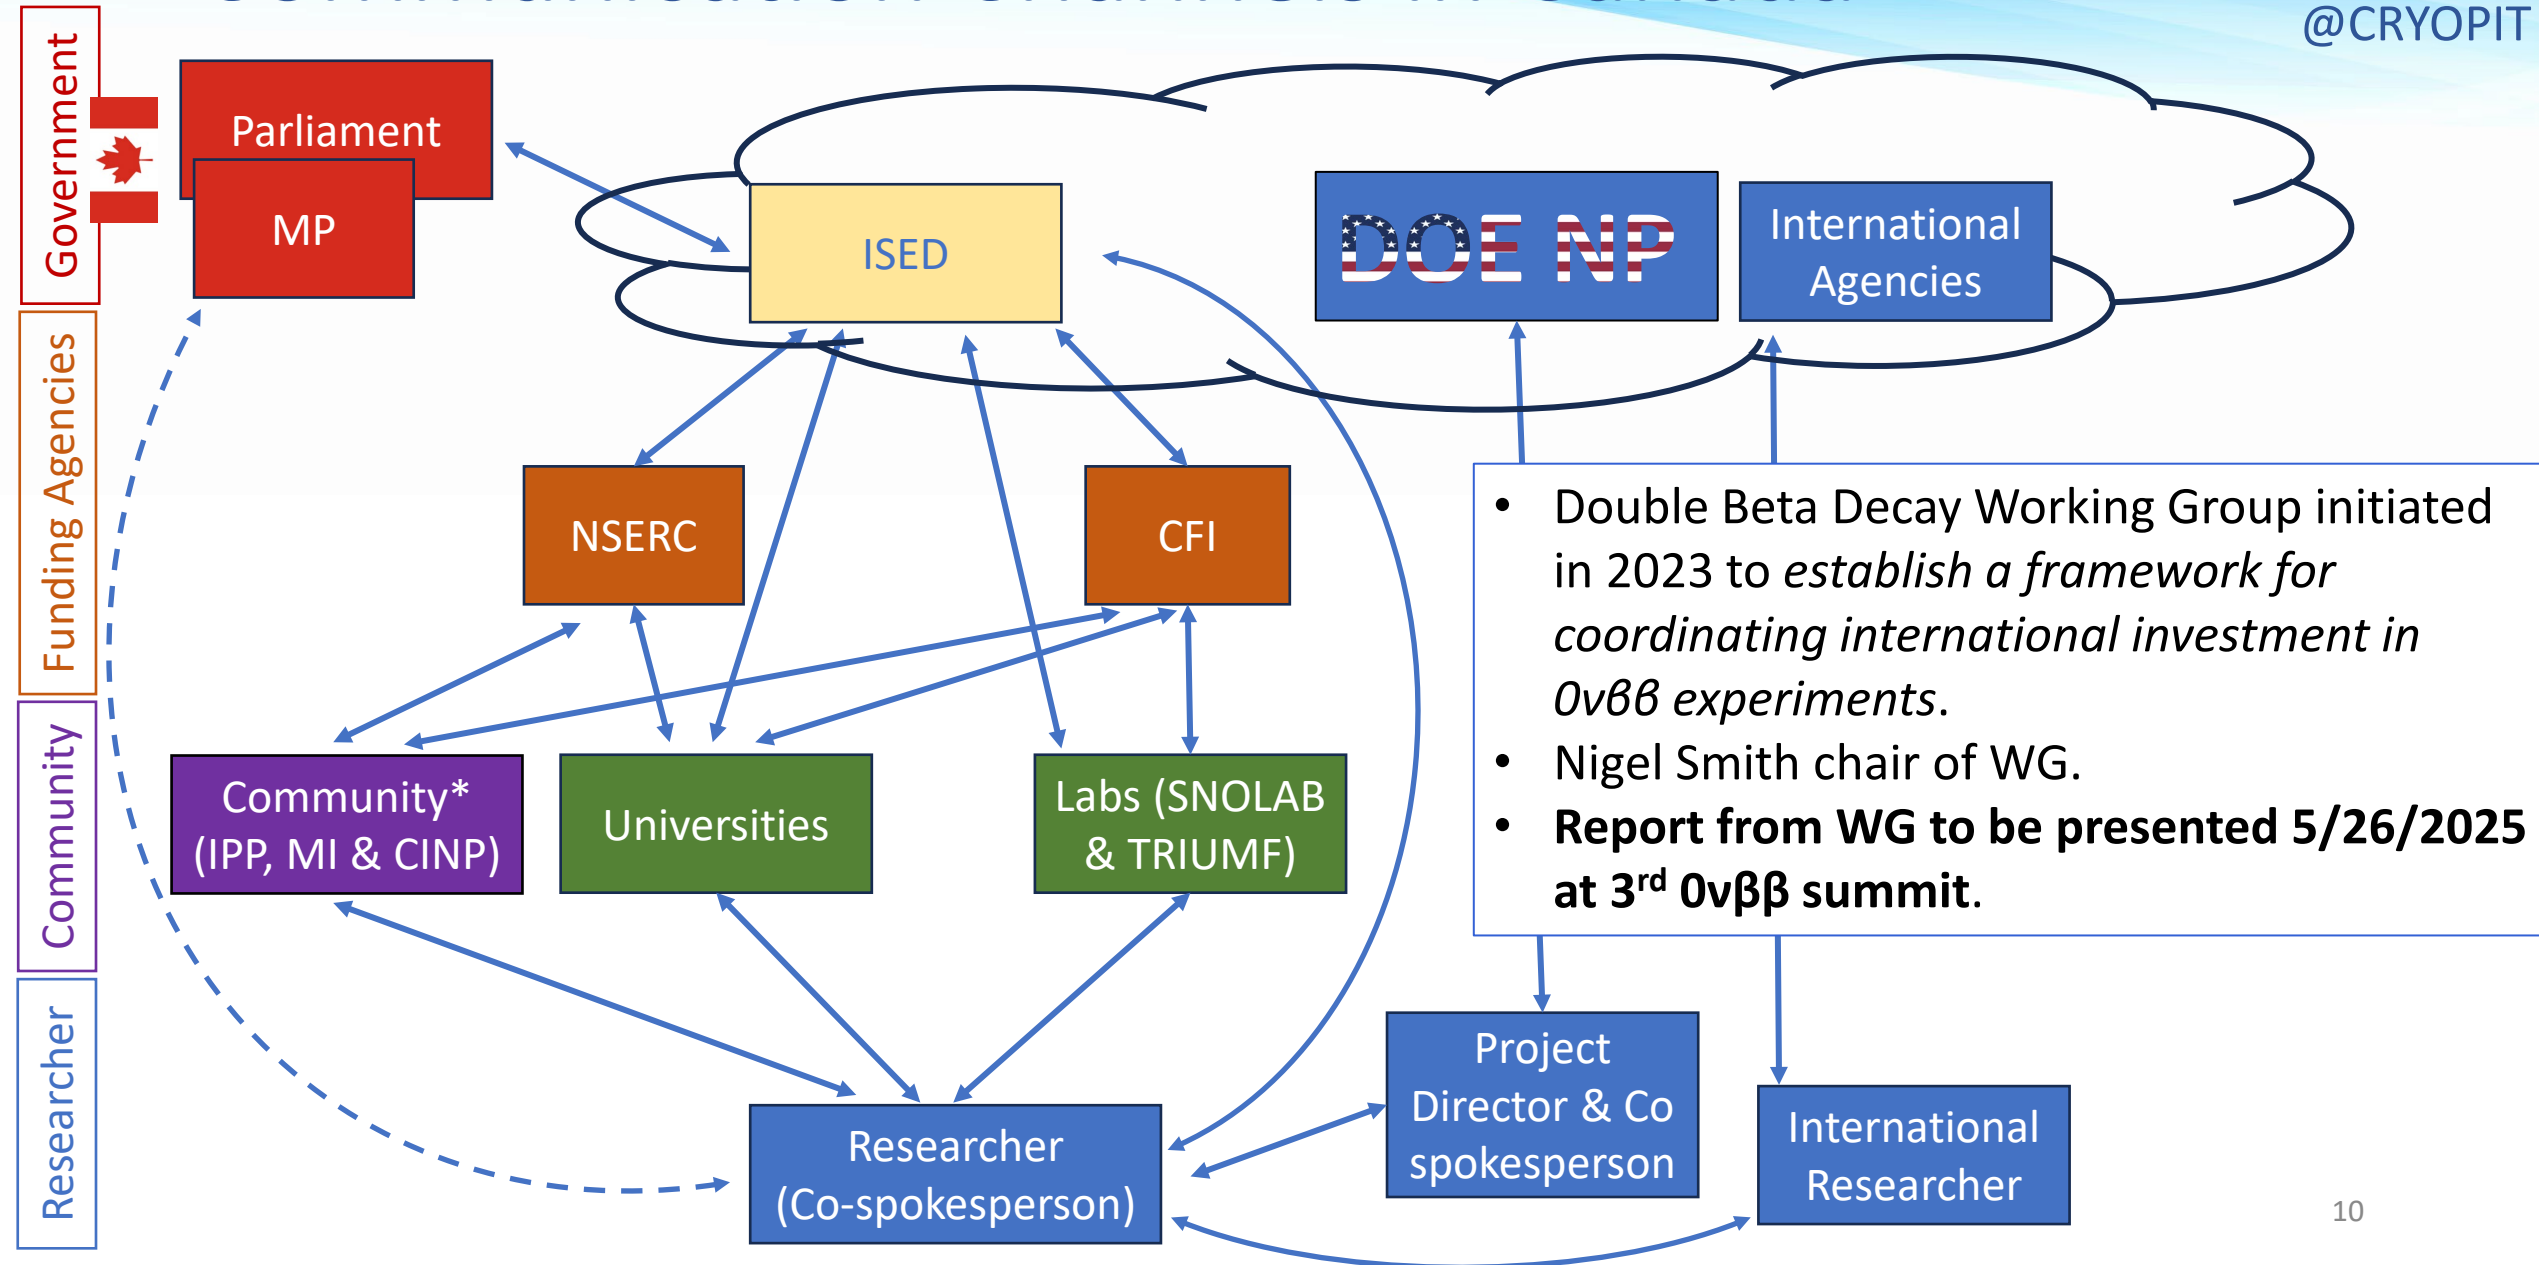 @CRYOPIT
Government
Parliament
MP
ISED
DOE NP
International
Agencies
Funding Agencies
NSERC
CFI
• Double Beta Decay Working Group initiated
in 2023 to establish a framework for
coordinating international investment in
0νββ experiments.
• Nigel Smith chair of WG.
• Report from WG to be presented 5/26/2025
at 3rd 0νββ summit.
Community
Community*
(IPP, MI & CINP)
Universities
Labs (SNOLAB
& TRIUMF)
Researcher
Researcher
(Co-spokesperson)
Project
Director & Co
spokesperson
International
Researcher
10